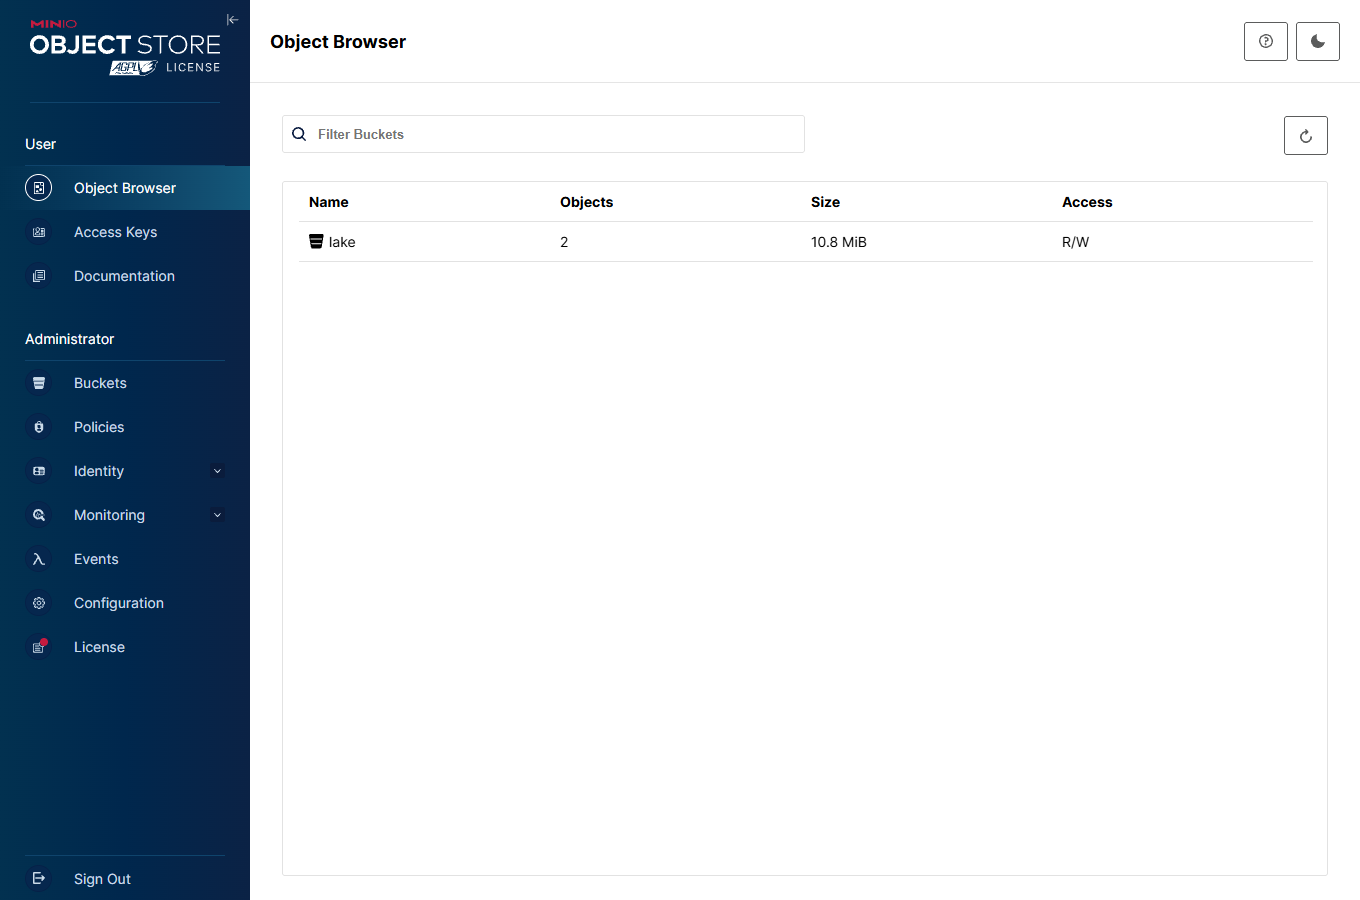 MINIO
OBJECT STORE
AGPL LICENSE
User
Object Browser
Access Keys
Documentation
Administrator
Buckets
Policies
Identity
Monitoring
Events
Configuration
License
Sign Out
Object Browser
Filter Buckets
Name Objects Size Access
lake 2 10.8 MiB R/W